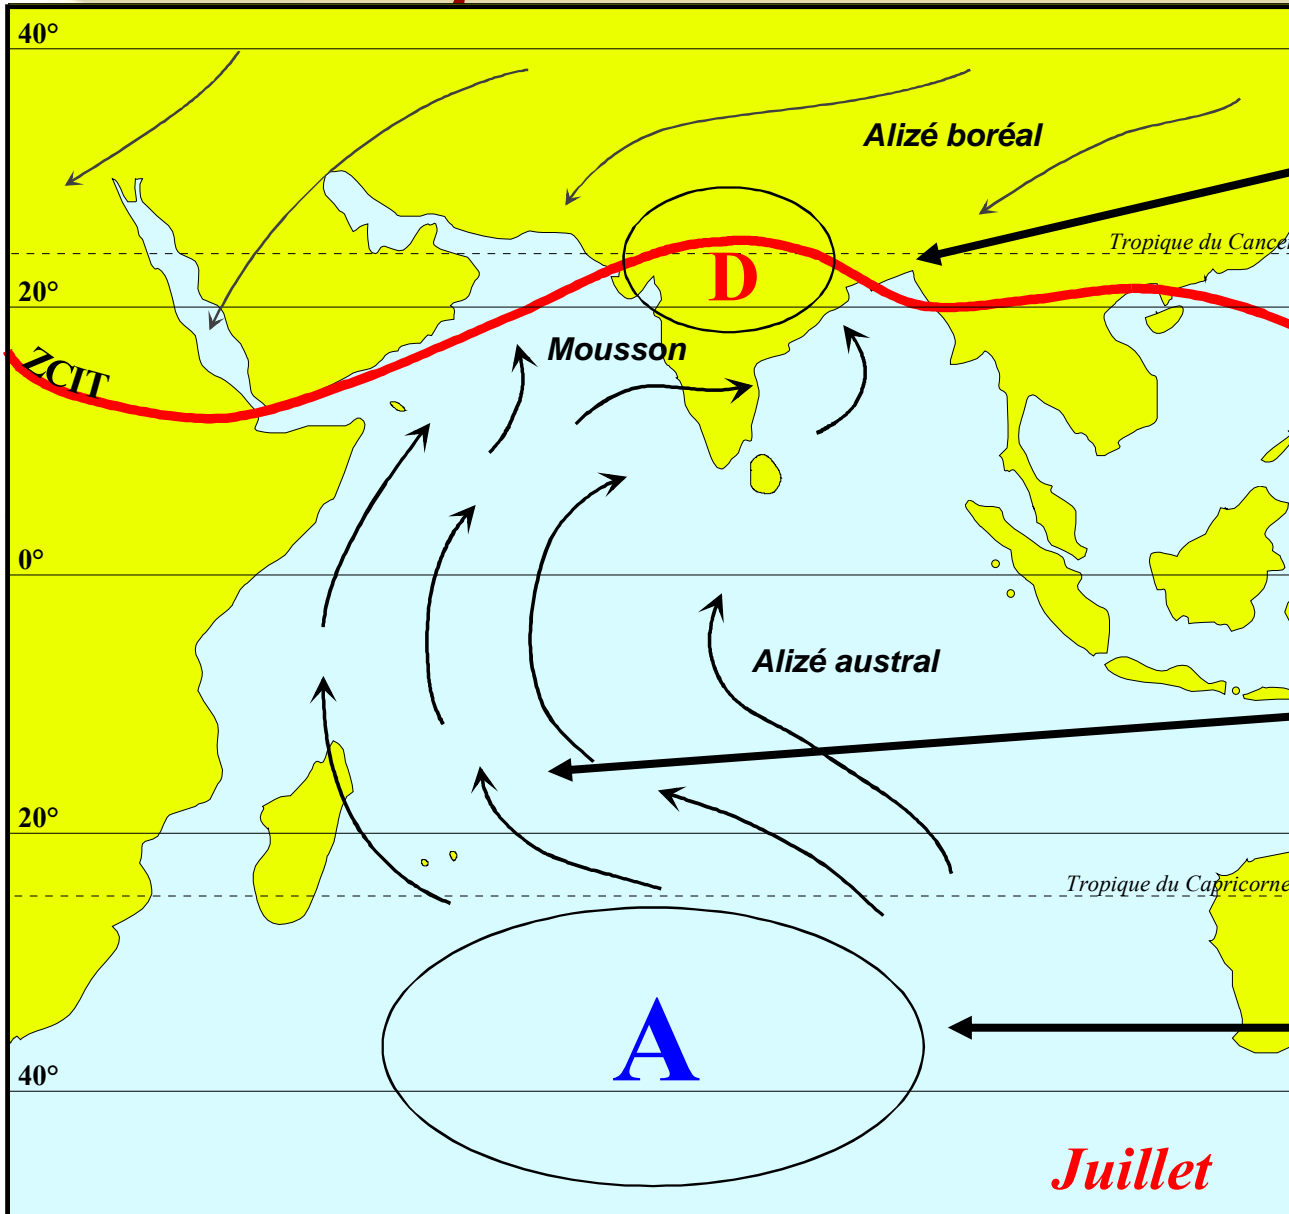 40°
Alizé boréal
Tropique du Cancer
D
20°
Mousson
ZCIT
0°
Alizé austral
20°
Tropique du Capricorne
A
40°
Juillet